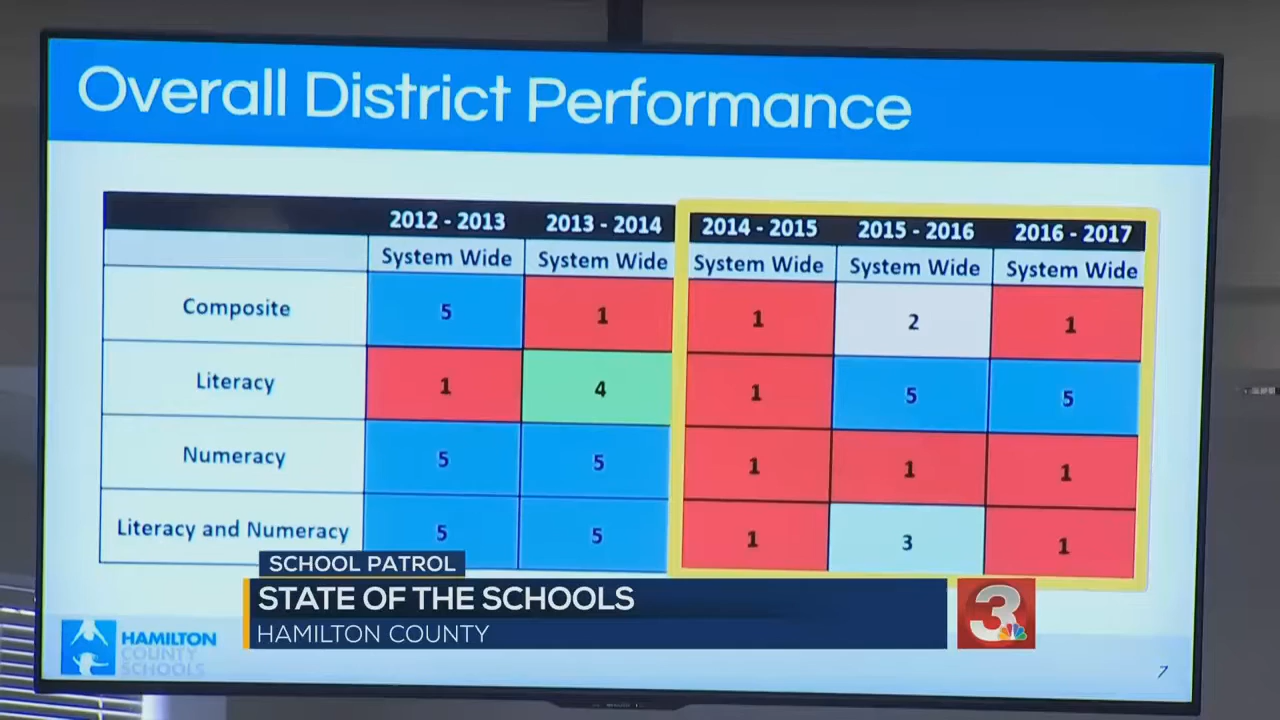 Overall District Performance
2012 - 2013 2013 - 2014 2014 - 2015 2015 - 2016 2016 - 2017
System Wide System Wide System Wide System Wide System Wide
Composite 5 1 1 2 1
Literacy 1 4 1 5 5
Numeracy 5 5 1 1 1
Literacy and Numeracy 5 5 1 3 1
SCHOOL PATROL
STATE OF THE SCHOOLS
HAMILTON COUNTY
3
HAMILTON
COUNTY
SCHOOLS
7